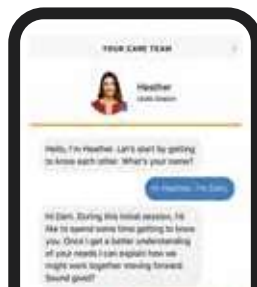 YOUR CARE TEAM
Heather
Hello, I'm Heather. Let's start by getting
to know each other. What's your name?
Hi Heather, I'm Dani.
Hi Dani. During this initial session, I'd
like to spend some time getting to know
you. Once I get a better understanding
of your needs I can explain how we
might work together moving forward.
Sound good?